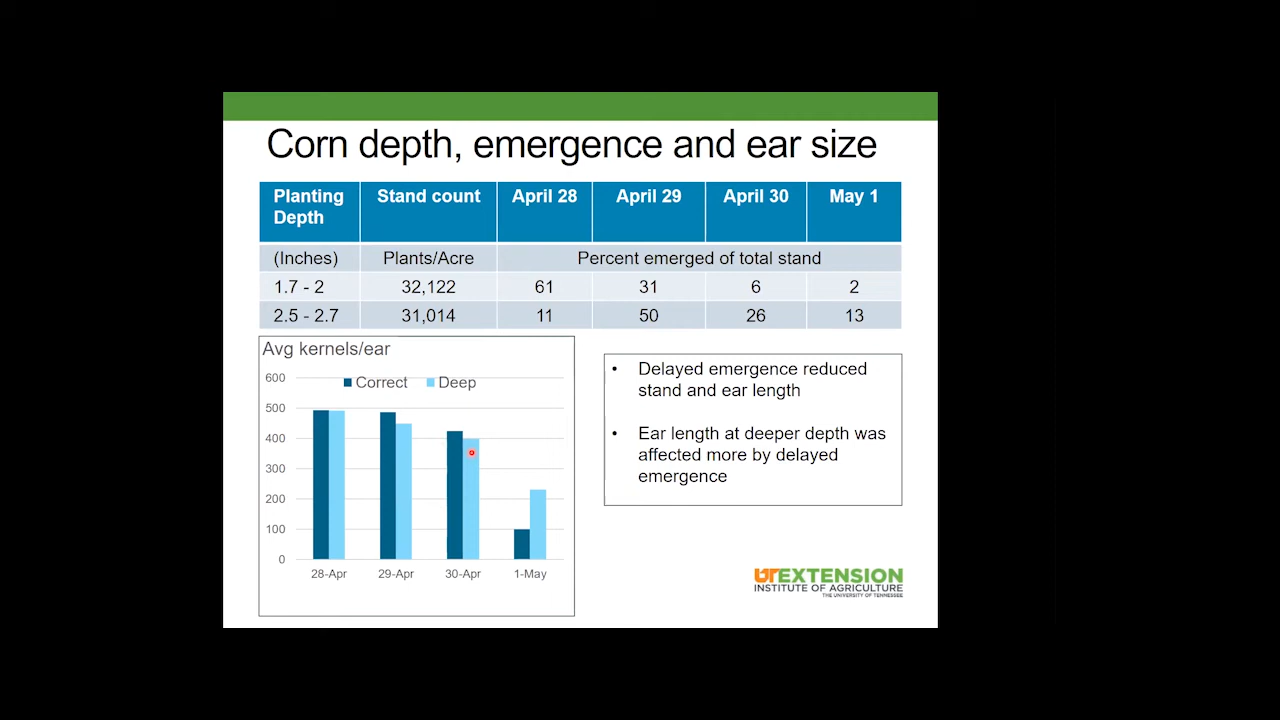 Corn depth, emergence and ear size
Planting Depth Stand count April 28 April 29 April 30 May 1
(Inches) Plants/Acre Percent emerged of total stand
1.7 - 2 32,122 61 31 6 2
2.5 - 2.7 31,014 11 50 26 13
Avg kernels/ear
Correct Deep
600
500
400
300
200
100
0
28-Apr 29-Apr 30-Apr 1-May
• Delayed emergence reduced
stand and ear length
• Ear length at deeper depth was
affected more by delayed
emergence
UT EXTENSION
INSTITUTE OF AGRICULTURE
THE UNIVERSITY OF TENNESSEE